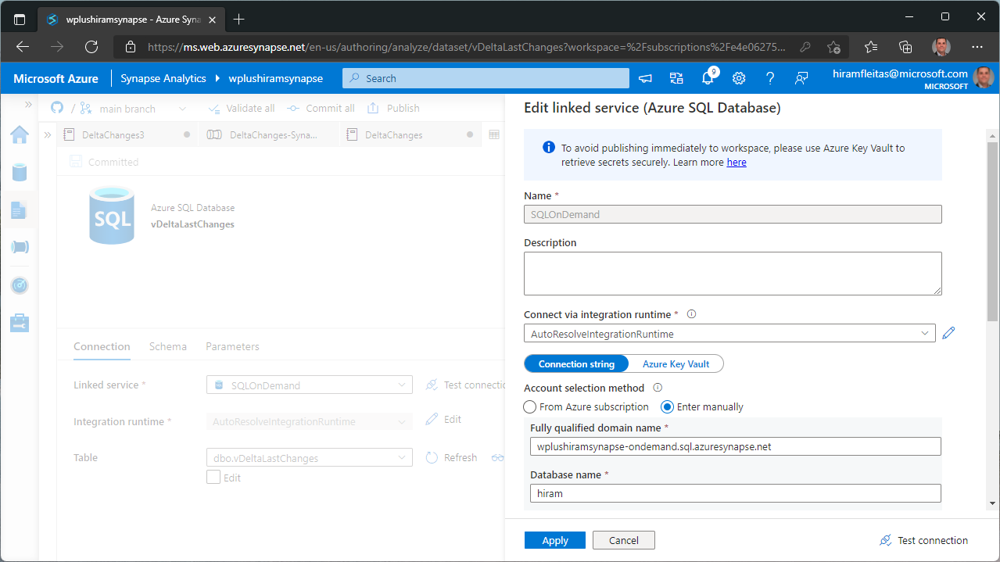 wplushiramsynapse - Azure Syna
https://ms.web.azuresynapse.net/en-us/authoring/analyze/dataset/vDeltaLastChanges?workspace=%2Fsubscriptions%2Fe4e06275...
Microsoft Azure
Synapse Analytics
wplushiramsynapse
Search
9
hiramfleitas@microsoft.com
MICROSOFT
/ main branch
Validate all
Commit all
Publish
DeltaChanges3
DeltaChanges-Syna...
DeltaChanges
Committed
SQL
Azure SQL Database
vDeltaLastChanges
Connection
Schema
Parameters
Linked service *
SQLOnDemand
Test connectio
Integration runtime *
AutoResolveIntegrationRuntime
Edit
Table
dbo.vDeltaLastChanges
Refresh
Edit
Edit linked service (Azure SQL Database)
To avoid publishing immediately to workspace, please use Azure Key Vault to
retrieve secrets securely. Learn more here
Name *
SQLOnDemand
Description
Connect via integration runtime *
AutoResolveIntegrationRuntime
Connection string
Azure Key Vault
Account selection method
From Azure subscription
Enter manually
Fully qualified domain name *
wplushiramsynapse-ondemand.sql.azuresynapse.net
Database name *
hiram
Apply
Cancel
Test connection